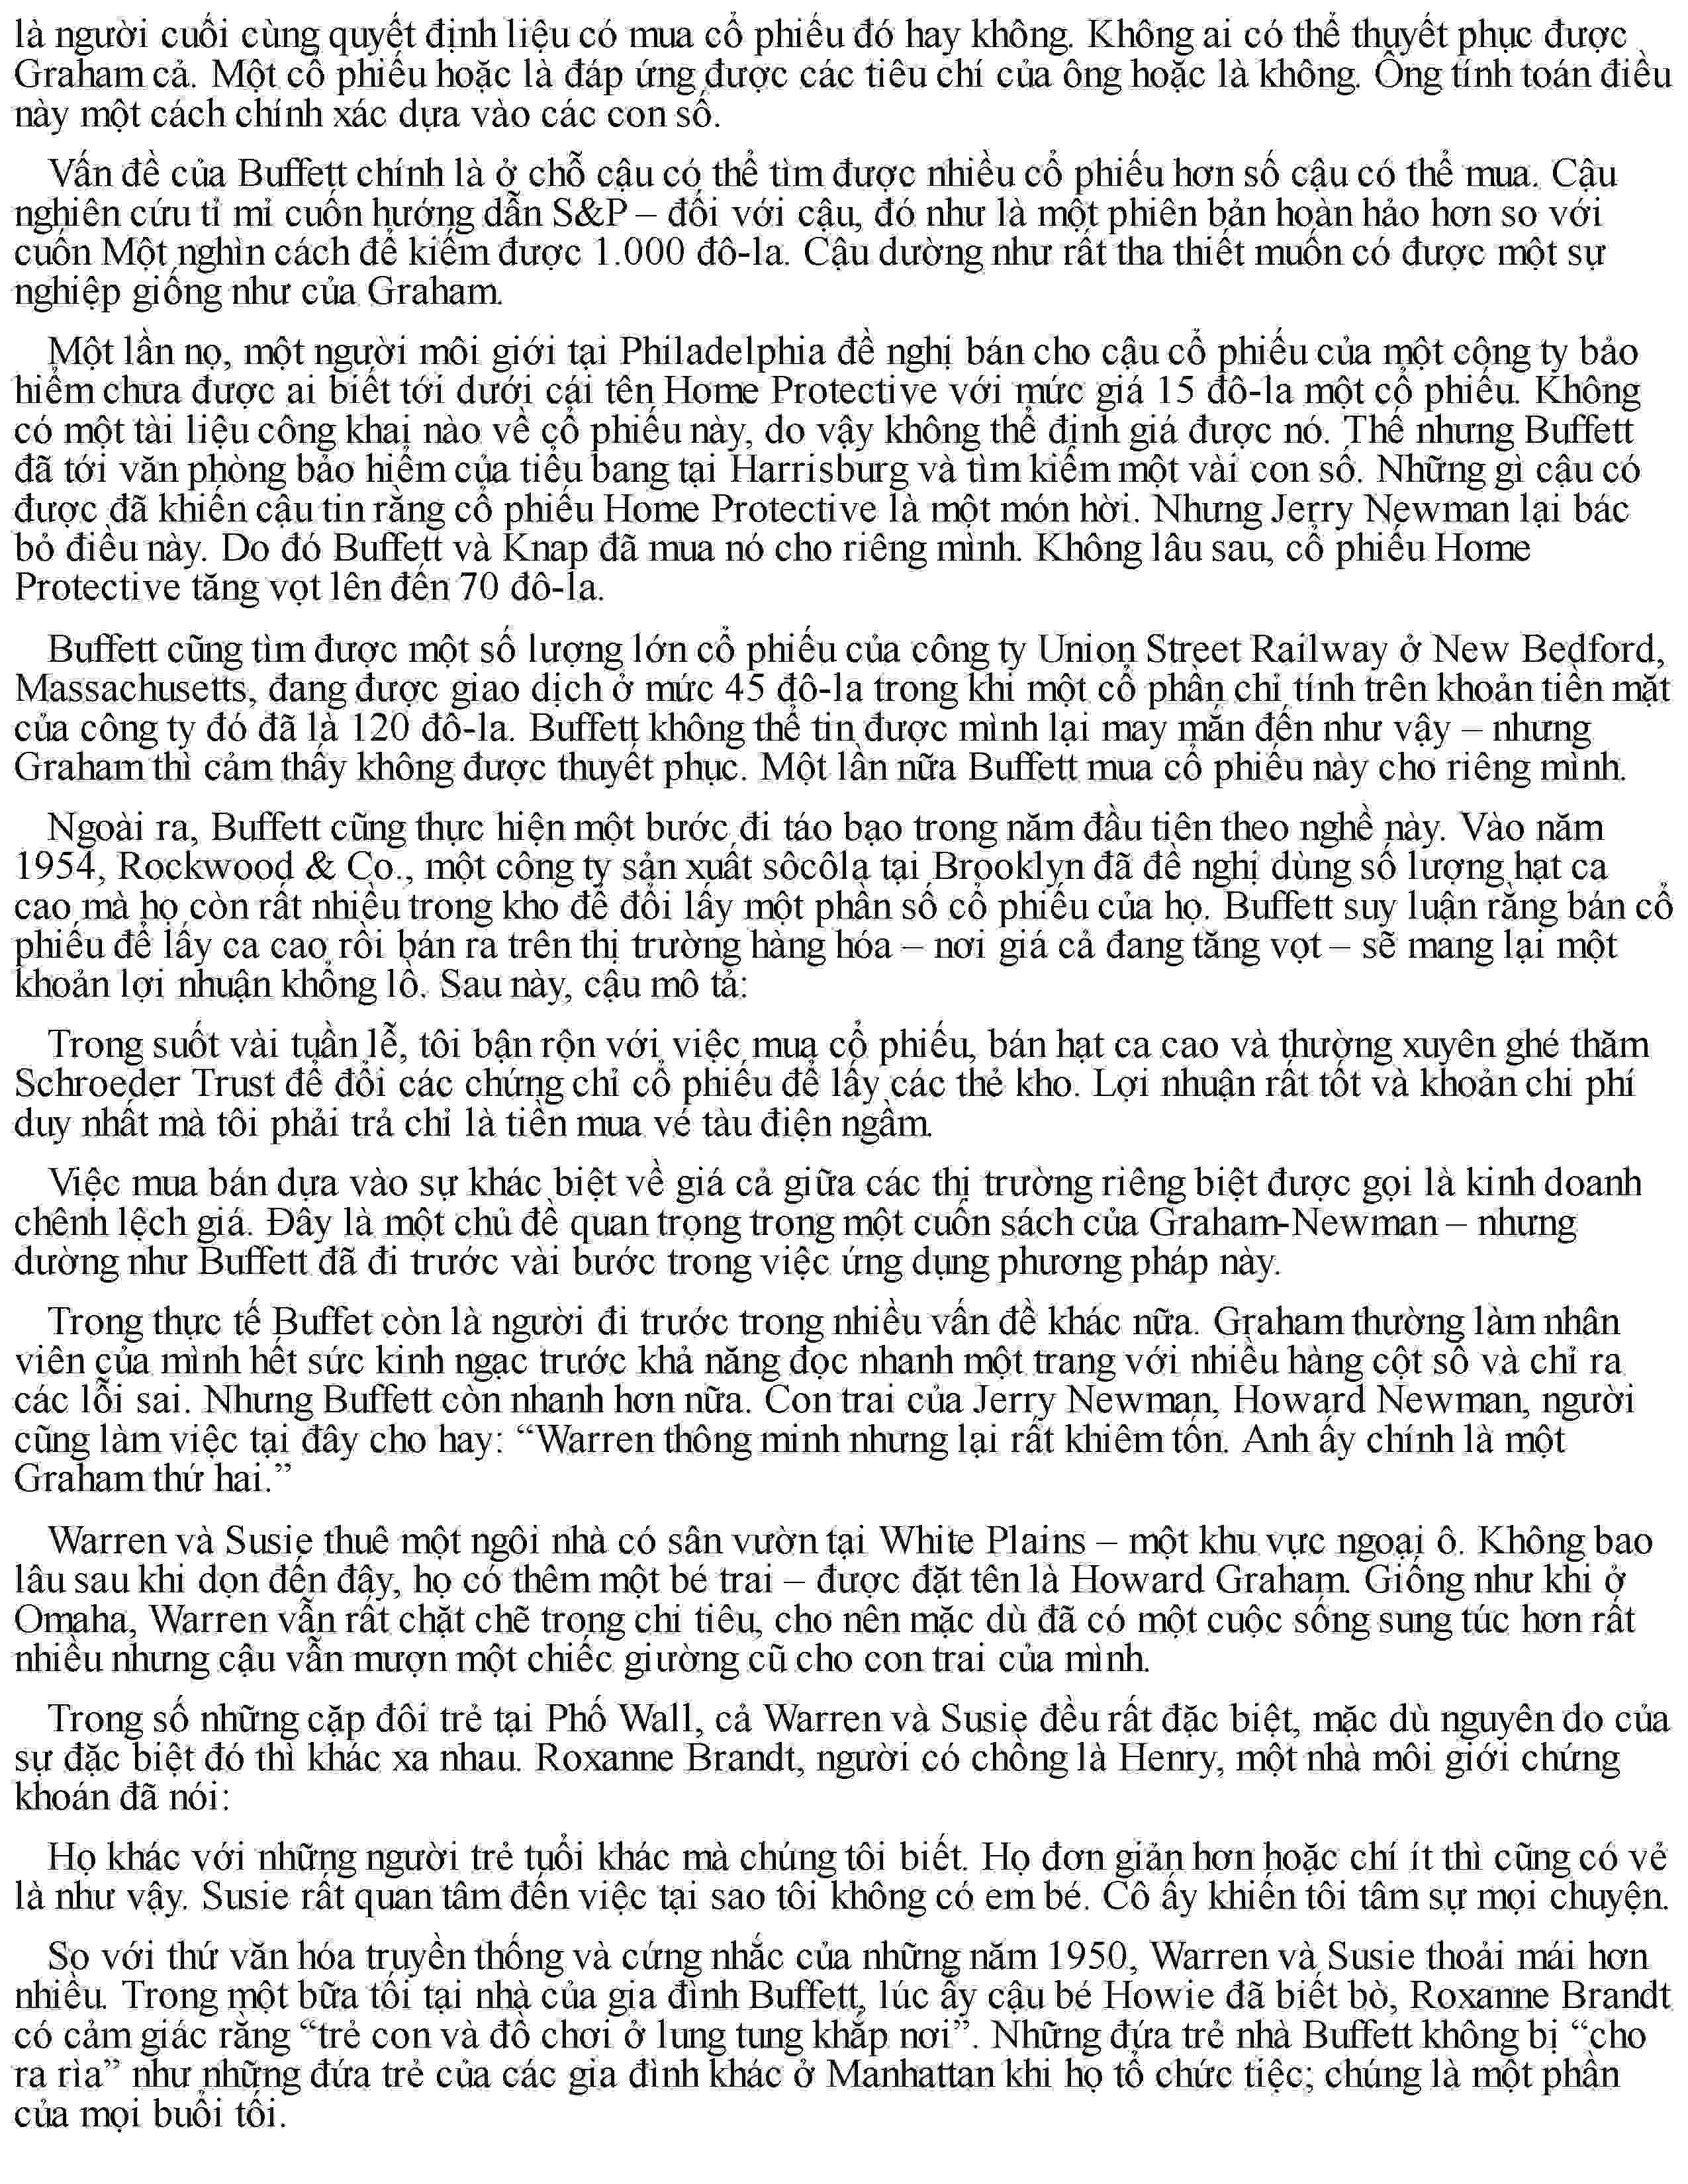 là người cuối cùng quyết định liệu có mua cổ phiếu đó hay không. Không ai có thể thuyết phục được
Graham cả. Một cổ phiếu hoặc là đáp ứng được các tiêu chí của ông hoặc là không. Ông tính toán điều
này một cách chính xác dựa vào các con số.
Vấn đề của Buffett chính là ở chỗ cậu có thể tìm được nhiều cổ phiếu hơn số cậu có thể mua. Cậu
nghiên cứu tỉ mỉ cuốn hướng dẫn S&P – đối với cậu, đó như là một phiên bản hoàn hảo hơn so với
cuốn Một nghìn cách để kiếm được 1.000 đô-la. Cậu dường như rất tha thiết muốn có được một sự
nghiệp giống như của Graham.
Một lần nọ, một người môi giới tại Philadelphia đề nghị bán cho cậu cổ phiếu của một công ty bảo
hiểm chưa được ai biết tới dưới cái tên Home Protective với mức giá 15 đô-la một cổ phiếu. Không
có một tài liệu công khai nào về cổ phiếu này, do vậy không thể định giá được nó. Thế nhưng Buffett
đã tới văn phòng bảo hiểm của tiểu bang tại Harrisburg và tìm kiếm một vài con số. Những gì cậu có
được đã khiến cậu tin rằng cổ phiếu Home Protective là một món hời. Nhưng Jerry Newman lại bác
bỏ điều này. Do đó Buffett và Knap đã mua nó cho riêng mình. Không lâu sau, cổ phiếu Home
Protective tăng vọt lên đến 70 đô-la.
Buffett cũng tìm được một số lượng lớn cổ phiếu của công ty Union Street Railway ở New Bedford,
Massachusetts, đang được giao dịch ở mức 45 đô-la trong khi một cổ phần chỉ tính trên khoản tiền mặt
của công ty đó đã là 120 đô-la. Buffett không thể tin được mình lại may mắn đến như vậy – nhưng
Graham thì cảm thấy không được thuyết phục. Một lần nữa Buffett mua cổ phiếu này cho riêng mình.
Ngoài ra, Buffett cũng thực hiện một bước đi táo bạo trong năm đầu tiên theo nghề này. Vào năm
1954, Rockwood & Co., một công ty sản xuất sôcôla tại Brooklyn đã đề nghị dùng số lượng hạt ca
cao mà họ còn rất nhiều trong kho để đổi lấy một phần số cổ phiếu của họ. Buffett suy luận rằng bán cổ
phiếu để lấy ca cao rồi bán ra trên thị trường hàng hóa – nơi giá cả đang tăng vọt – sẽ mang lại một
khoản lợi nhuận khổng lồ. Sau này, cậu mô tả:
Trong suốt vài tuần lễ, tôi bận rộn với việc mua cổ phiếu, bán hạt ca cao và thường xuyên ghé thăm
Schroeder Trust để đổi các chứng chỉ cổ phiếu để lấy các thẻ kho. Lợi nhuận rất tốt và khoản chi phí
duy nhất mà tôi phải trả chỉ là tiền mua vé tàu điện ngầm.
Việc mua bán dựa vào sự khác biệt về giá cả giữa các thị trường riêng biệt được gọi là kinh doanh
chênh lệch giá. Đây là một chủ đề quan trọng trong một cuốn sách của Graham-Newman – nhưng
dường như Buffett đã đi trước vài bước trong việc ứng dụng phương pháp này.
Trong thực tế Buffet còn là người đi trước trong nhiều vấn đề khác nữa. Graham thường làm nhân
viên của mình hết sức kinh ngạc trước khả năng đọc nhanh một trang với nhiều hàng cột số và chỉ ra
các lỗi sai. Nhưng Buffett còn nhanh hơn nữa. Con trai của Jerry Newman, Howard Newman, người
cũng làm việc tại đây cho hay: “Warren thông minh nhưng lại rất khiêm tốn. Anh ấy chính là một
Graham thứ hai.”
Warren và Susie thuê một ngôi nhà có sân vườn tại White Plains – một khu vực ngoại ô. Không bao
lâu sau khi dọn đến đây, họ có thêm một bé trai – được đặt tên là Howard Graham. Giống như khi ở
Omaha, Warren vẫn rất chặt chẽ trong chi tiêu, cho nên mặc dù đã có một cuộc sống sung túc hơn rất
nhiều nhưng cậu vẫn mượn một chiếc giường cũ cho con trai của mình.
Trong số những cặp đôi trẻ tại Phố Wall, cả Warren và Susie đều rất đặc biệt, mặc dù nguyên do của
sự đặc biệt đó thì khác xa nhau. Roxanne Brandt, người có chồng là Henry, một nhà môi giới chứng
khoán đã nói:
Họ khác với những người trẻ tuổi khác mà chúng tôi biết. Họ đơn giản hơn hoặc chí ít thì cũng có vẻ
là như vậy. Susie rất quan tâm đến việc tại sao tôi không có em bé. Cô ấy khiến tôi tâm sự mọi chuyện.
So với thứ văn hóa truyền thống và cứng nhắc của những năm 1950, Warren và Susie thoải mái hơn
nhiều. Trong một bữa tối tại nhà của gia đình Buffett, lúc ấy cậu bé Howie đã biết bò, Roxanne Brandt
có cảm giác rằng “trẻ con và đồ chơi ở lung tung khắp nơi”. Những đứa trẻ nhà Buffett không bị “cho
ra rìa” như những đứa trẻ của các gia đình khác ở Manhattan khi họ tổ chức tiệc; chúng là một phần
của mọi buổi tối.